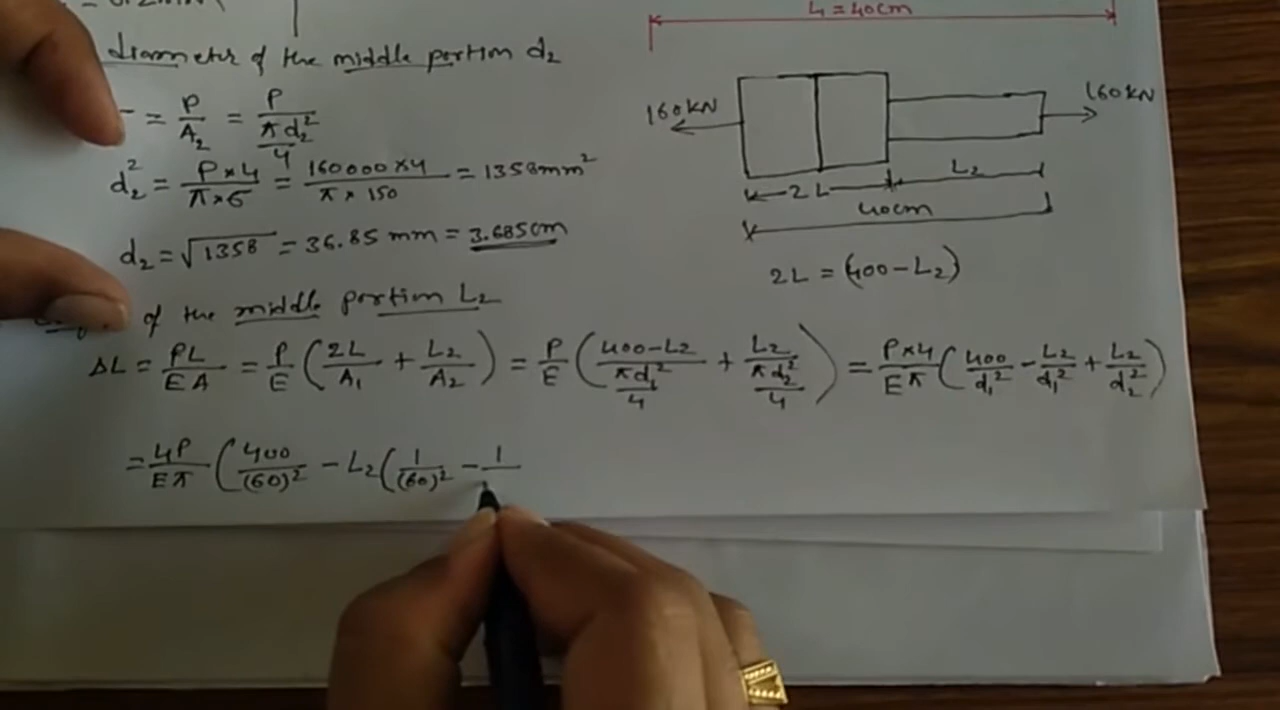 L = 40cm
diameter of the middle portion d₂
= P/A₂ = P/(πd₂²/4)
d₂² = (P×4)/(π×6) = (160000×4)/(π×150) = 1358mm²
d₂ = √1358 = 36.85 mm = 3.685cm
160KN
160KN
2L
L₂
40cm
2L = (400-L₂)
of the middle portion L₂
ΔL = PL/EA = P/E (2L/A₁ + L₂/A₂) = P/E ((400-L₂)/(πd₁²/4) + L₂/(πd₂²/4)) = (P×4)/(Eπ) (400/d₁² - L₂/d₁² + L₂/d₂²)
= 4P/Eπ (400/(60)² - L₂(1/(60)² - 1/